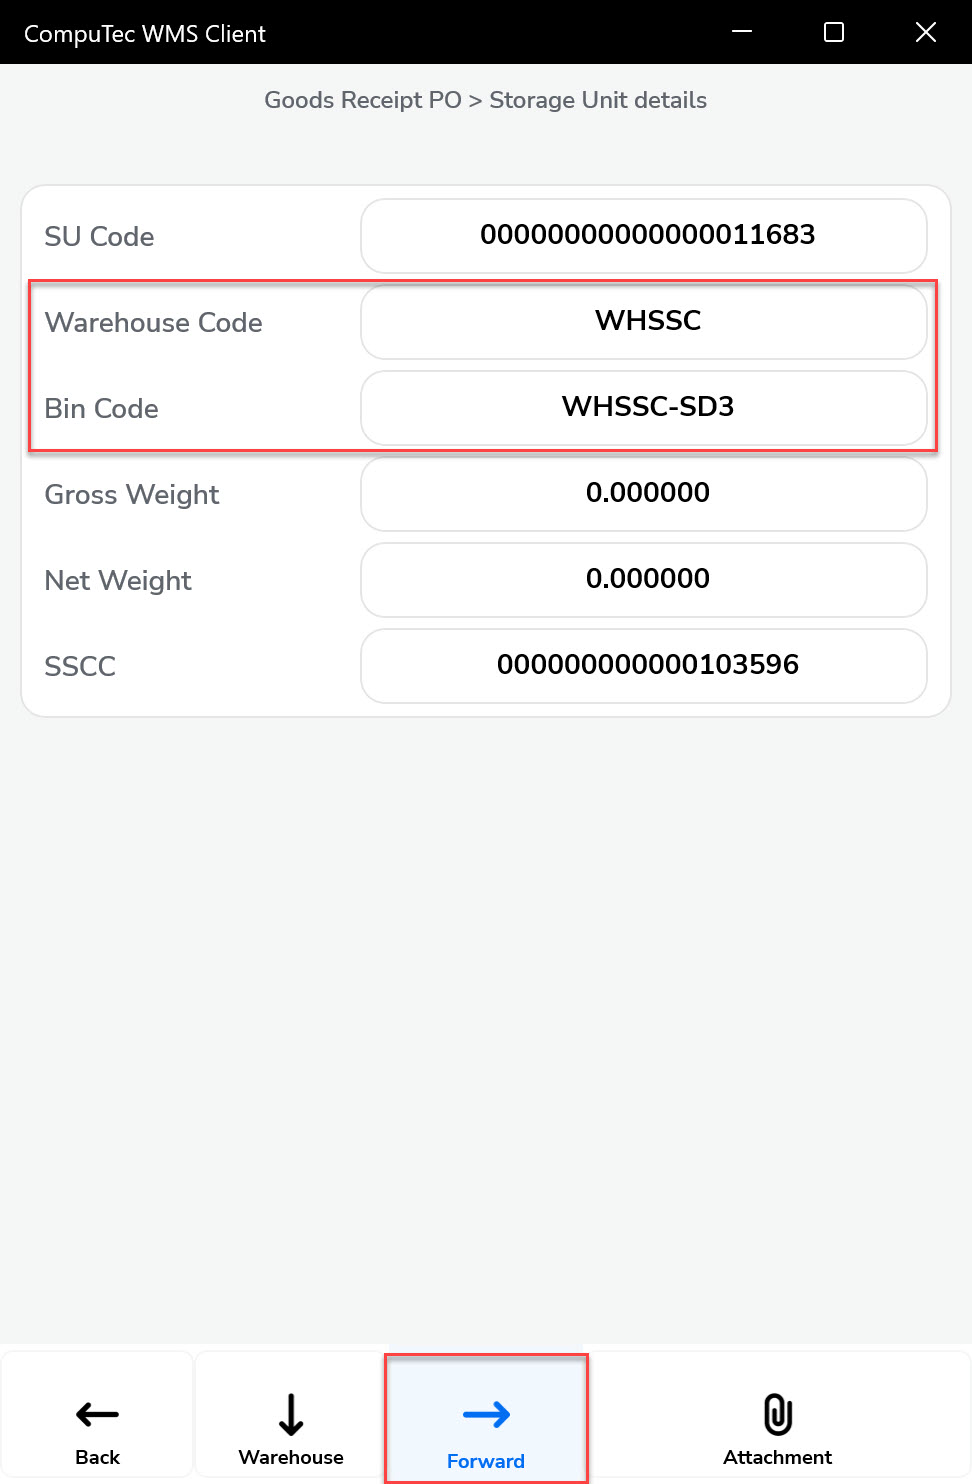 CompuTec WMS Client
Goods Receipt PO > Storage Unit details
SU Code 00000000000000011683
Warehouse Code WHSSC
Bin Code WHSSC-SD3
Gross Weight 0.000000
Net Weight 0.000000
SSCC 000000000000103596
Back Warehouse Forward Attachment